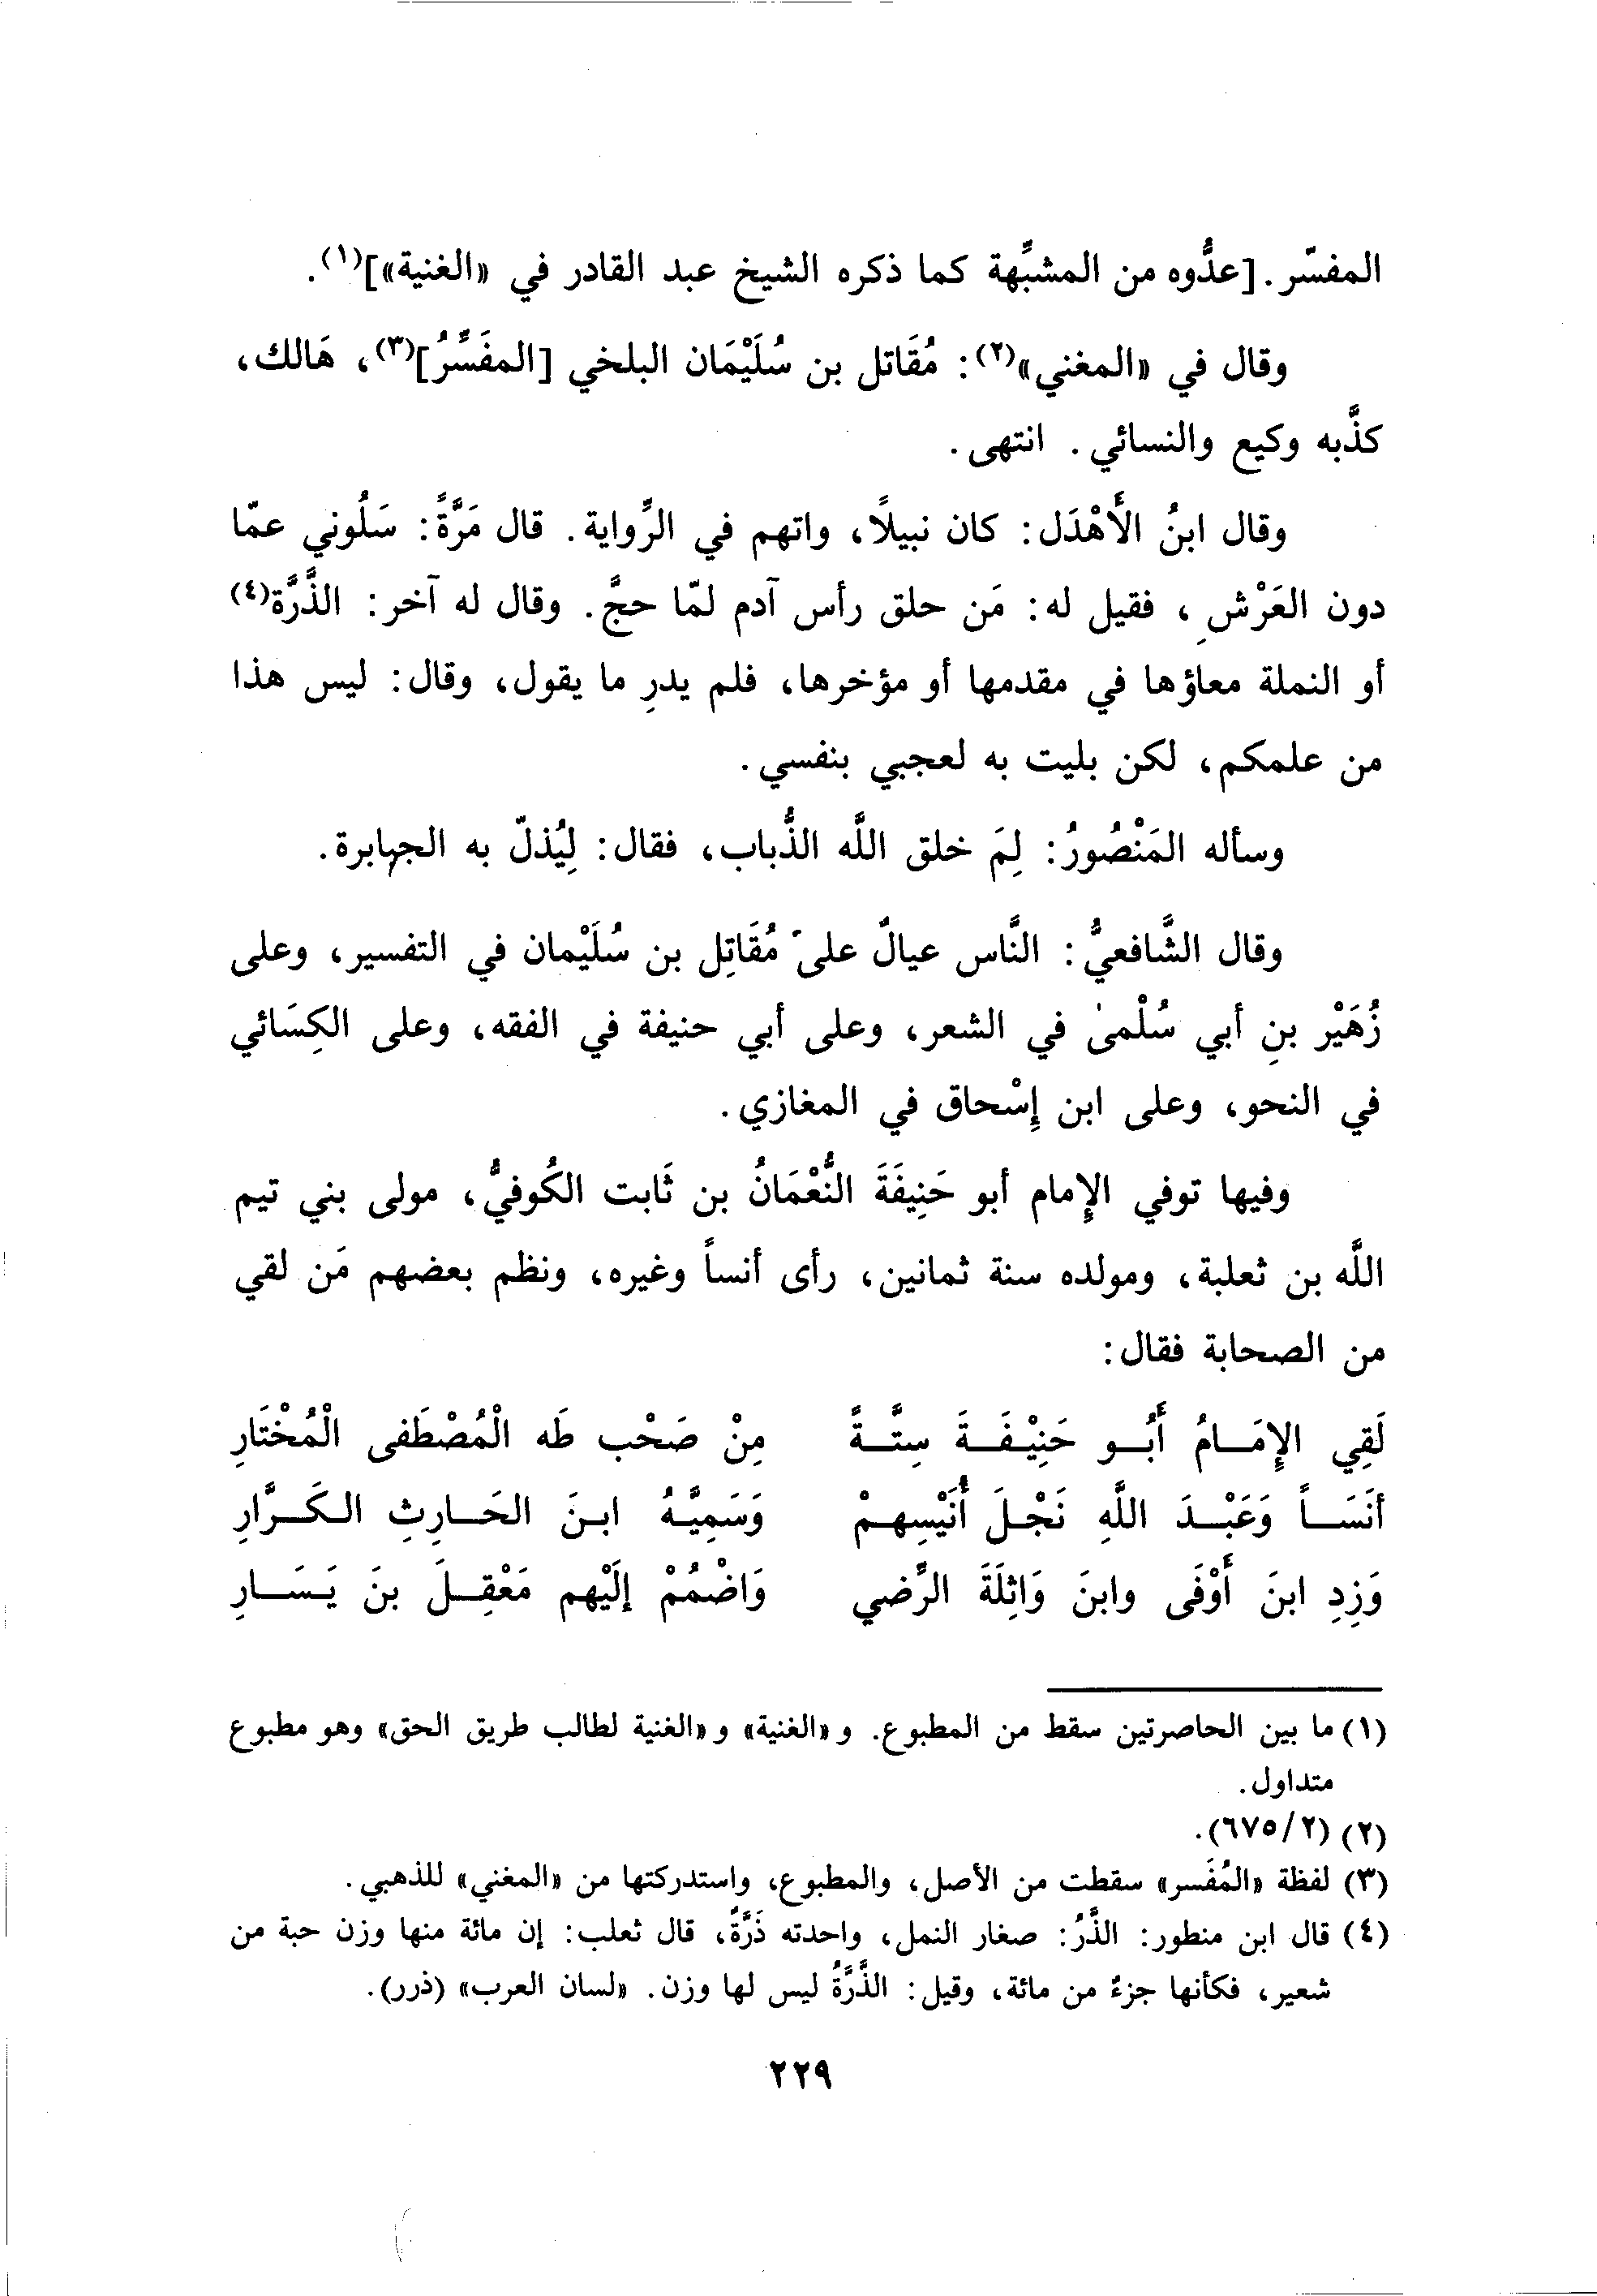 المفسّر. [عدُّوه من المشبِّهة كما ذكره الشيخ عبد القادر في «الغنية»](١).
وقال في «المغني»(٢): مُقَاتل بن سُلَيْمَان البلخي [المفَسِّرُ](٣)، هَالك،
كذَّبه وكيع والنسائي. انتهى.
وقال ابنُ الأَهْدَل: كان نبيلاً، واتهم في الرِّواية. قال مَرَّةً: سَلُوني عمّا
دون العَرْشِ، فقيل له: مَن حلق رأس آدم لمّا حجَّ. وقال له آخر: الذَّرَّة(٤)
أو النملة معاؤها في مقدمها أو مؤخرها، فلم يدرِ ما يقول، وقال: ليس هذا
من علمكم، لكن بليت به لعجبي بنفسي.
وسأله المَنْصُورُ: لِمَ خلق اللَّه الذُّباب، فقال: لِيُذلّ به الجبابرة.
وقال الشَّافعيُّ: النَّاس عيالٌ على مُقَاتِل بن سُلَيْمان في التفسير، وعلى
زُهَيْر بنِ أبي سُلْمىٰ في الشعر، وعلى أبي حنيفة في الفقه، وعلى الكِسَائي
في النحو، وعلى ابن إِسْحاق في المغازي.
وفيها توفي الإِمام أبو حَنِيفَةَ النُّعْمَانُ بن ثَابت الكُوفيُّ، مولى بني تيم
اللَّه بن ثعلبة، ومولده سنة ثمانين، رأى أنساً وغيره، ونظم بعضهم مَن لقي
من الصحابة فقال:
لَقِي الإِمَامُ أَبُو حَنِيْفَةَ سِتَّةً مِنْ صَحْبِ طَه الْمُصْطَفى الْمُخْتَارِ
أنَسَاً وَعَبْدَ اللَّهِ نَجْلَ أُنَيْسِهِمْ وَسَمِيَّهُ ابنَ الحَارِثِ الكَرَّارِ
وَزِدِ ابنَ أَوْفَى وابنَ وَاثِلَةَ الرَّضي وَاضْمُمْ إلَيْهم مَعْقِلَ بنَ يَسَارِ
(١) ما بين الحاصرتين سقط من المطبوع. و «الغنية» و «الغنية لطالب طريق الحق» وهو مطبوع
متداول.
(٢) (٦٧٥/٢).
(٣) لفظة «المُفَسر» سقطت من الأصل، والمطبوع، واستدركتها من «المغني» للذهبي.
(٤) قال ابن منظور: الذَّرُ: صغار النمل، واحدته ذَرَّةٌ، قال ثعلب: إن مائة منها وزن حبة من
شعير، فكأنها جزءٌ من مائة، وقيل: الذَّرَّةُ ليس لها وزن. «لسان العرب» (ذرر).
٢٢٩